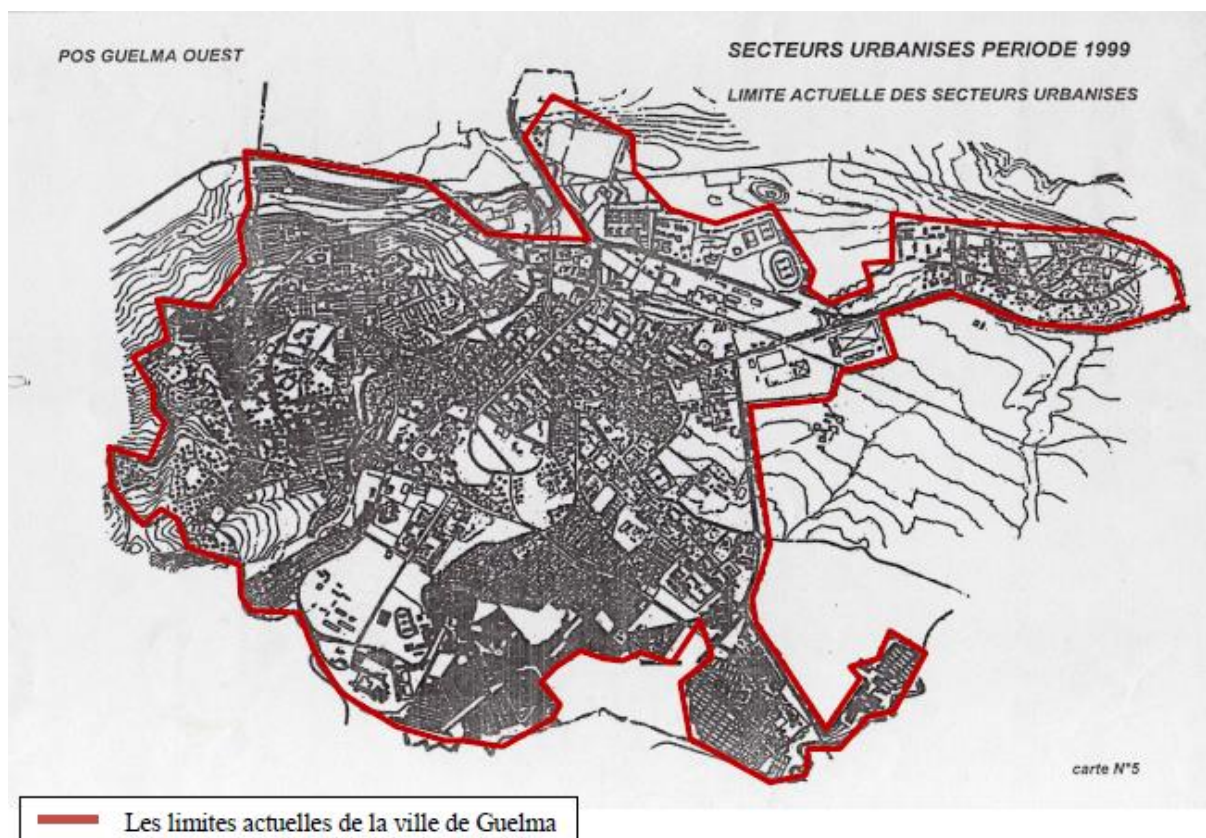 POS GUELMA OUEST
SECTEURS URBANISES PERIODE 1999
LIMITE ACTUELLE DES SECTEURS URBANISES
carte N°5
Les limites actuelles de la ville de Guelma